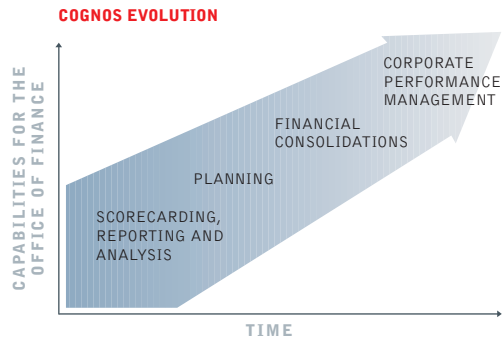 COGNOS EVOLUTION
CAPABILITIES FOR THE
OFFICE OF FINANCE
CORPORATE
PERFORMANCE
MANAGEMENT
FINANCIAL
CONSOLIDATIONS
PLANNING
SCORECARDING,
REPORTING AND
ANALYSIS
TIME